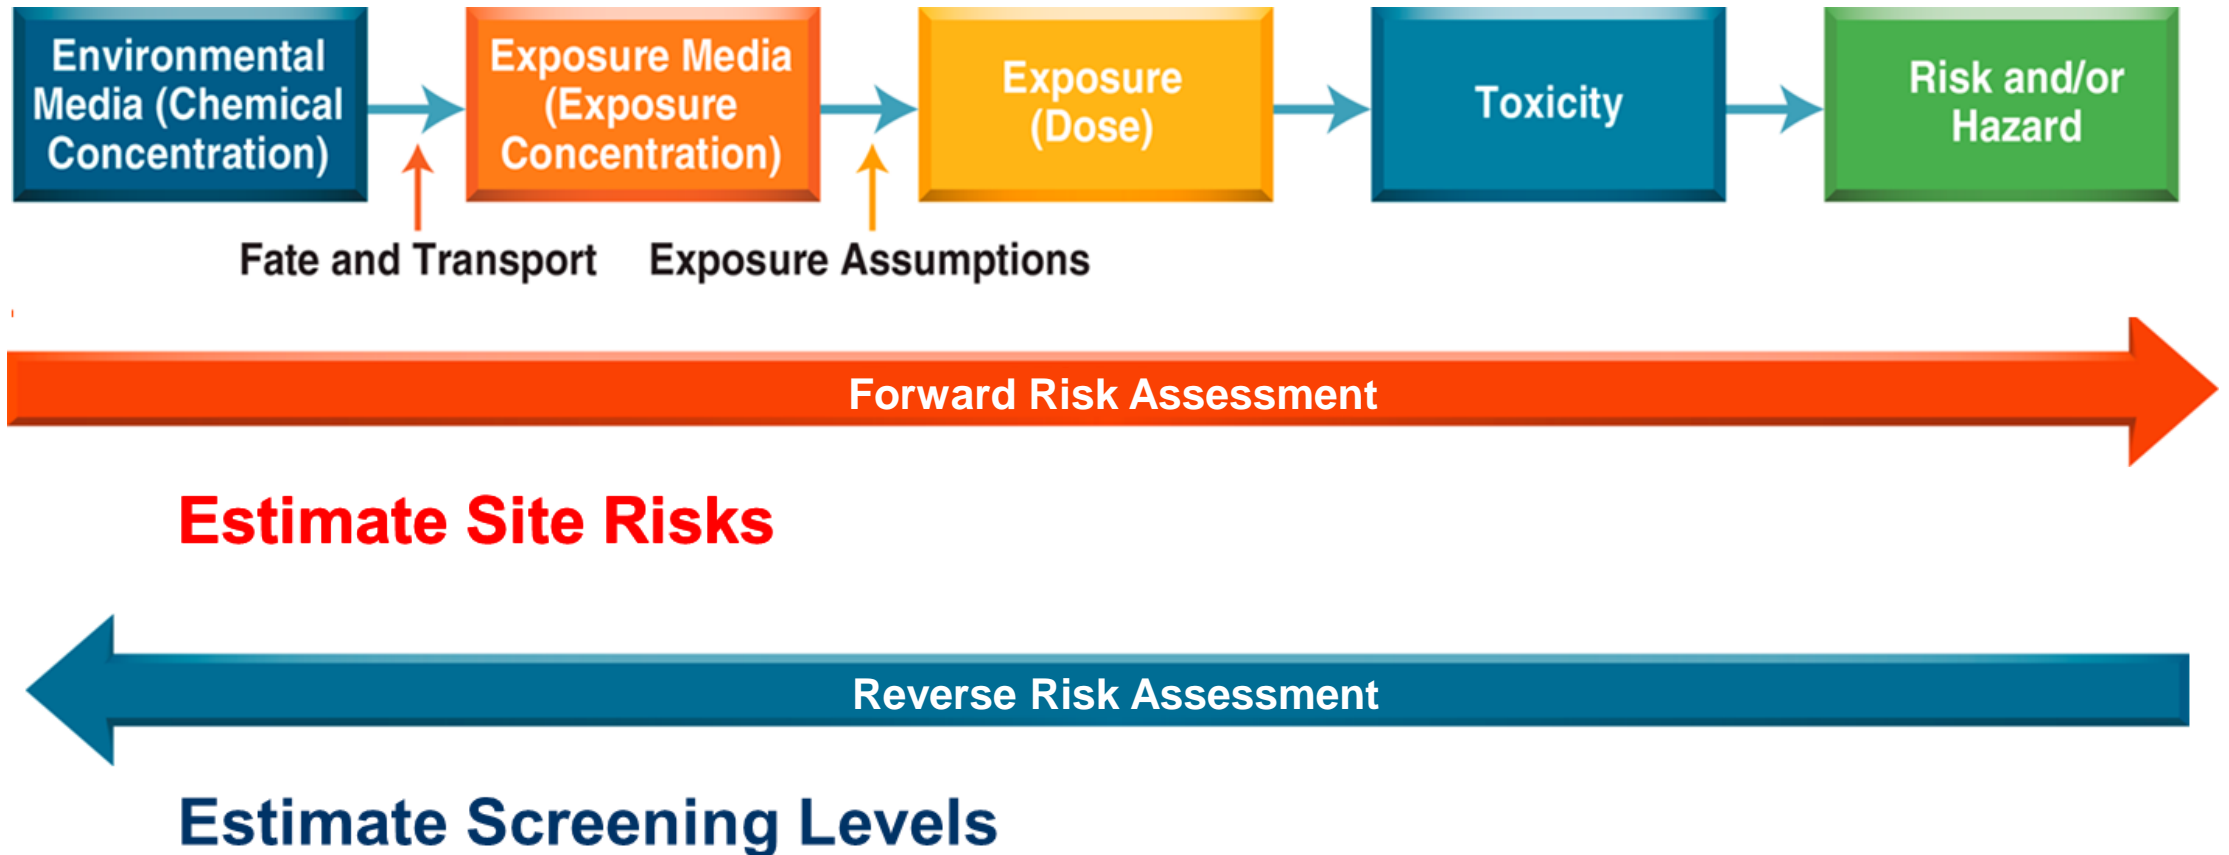 Environmental
Media (Chemical
Concentration)
Exposure Media
(Exposure
Concentration)
Exposure
(Dose)
Toxicity
Risk and/or
Hazard
Fate and Transport
Exposure Assumptions
Forward Risk Assessment
Estimate Site Risks
Reverse Risk Assessment
Estimate Screening Levels